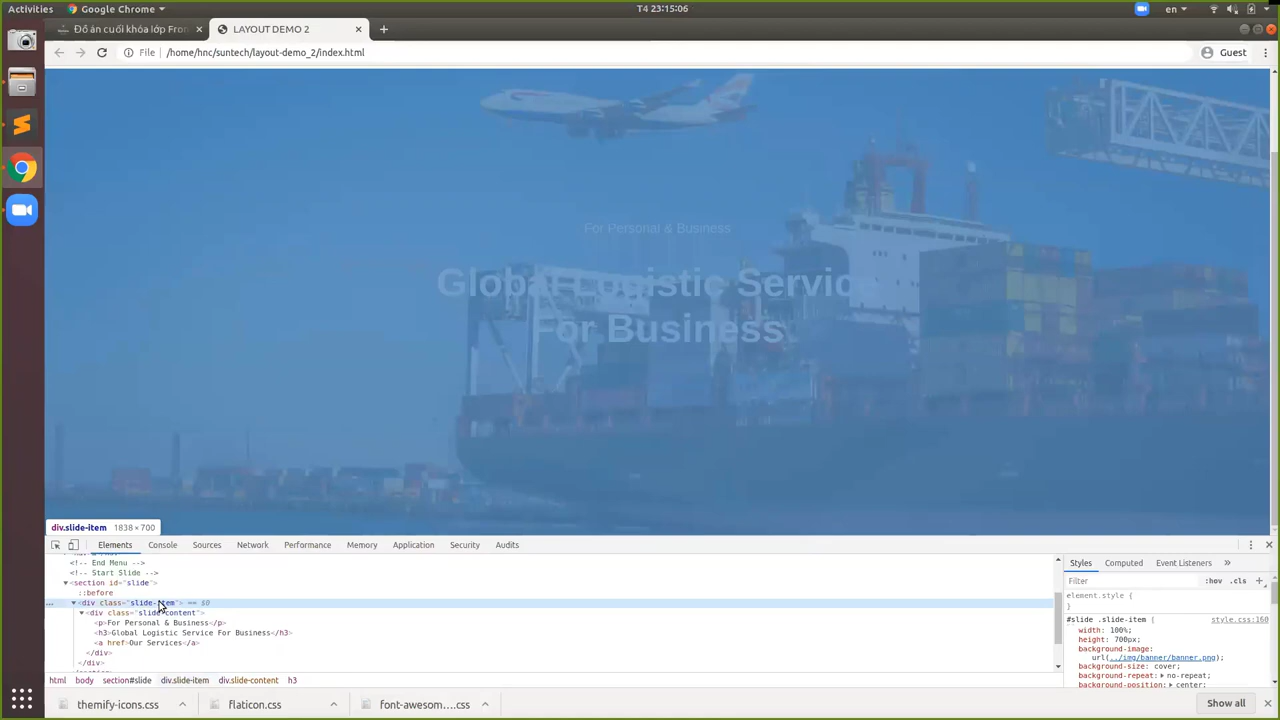 Activities
Google Chrome
T4 23:15:06
en
Đồ án cuối khóa lớp Fron
LAYOUT DEMO 2
File
/home/hnc/suntech/layout-demo_2/index.html
Guest
For Personal & Business
Global Logistic Service
For Business
div.slide-item 1838 × 700
Elements
Console
Sources
Network
Performance
Memory
Application
Security
Audits
<!-- End Menu -->
<!-- Start Slide -->
<section id="slide">
::before
<div class="slide-item"> == $0
<div class="slide-content">
<p>For Personal & Business</p>
<h3>Global Logistic Service For Business</h3>
<a href>Our Services</a>
</div>
</div>
html
body
section#slide
div.slide-item
div.slide-content
h3
Styles
Computed
Event Listeners
Filter
:hov
.cls
element.style {
}
#slide .slide-item {
style.css:160
width: 100%;
height: 700px;
background-image:
url(../img/banner/banner.png);
background-size: cover;
background-repeat: no-repeat;
background-position: center;
themify-icons.css
flaticon.css
font-awesom....css
Show all